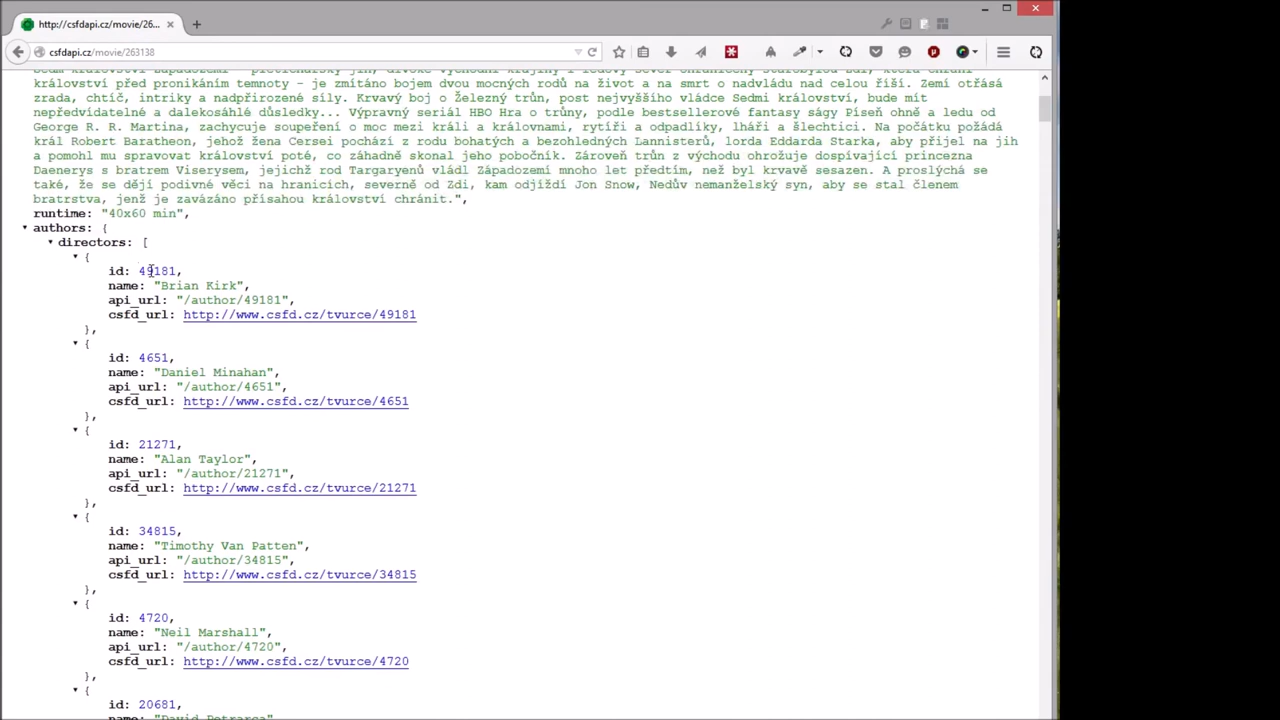 http://csfdapi.cz/movie/26...
csfdapi.cz/movie/263138
království před pronikáním temnoty - je zmítáno bojem dvou mocných rodů na život a na smrt o nadvládu nad celou říší. Zemí otřásá
zrada, chtíč, intriky a nadpřirozené síly. Krvavý boj o Železný trůn, post nejvyššího vládce Sedmi království, bude mít
nepředvídatelné a dalekosáhlé důsledky... Výpravný seriál HBO Hra o trůny, podle bestsellerové fantasy ságy Píseň ohně a ledu od
George R. R. Martina, zachycuje soupeření o moc mezi králi a královnami, rytíři a odpadlíky, lháři a šlechtici. Na počátku požádá
král Robert Baratheon, jehož žena Cersei pochází z rodu bohatých a bezohledných Lannisterů, lorda Eddarda Starka, aby přijel na jih
a pomohl mu spravovat království poté, co záhadně skonal jeho pobočník. Zároveň trůn z východu ohrožuje dospívající princezna
Daenerys s bratrem Viserysem, jejichž rod Targaryenů vládl Západozemí mnoho let předtím, než byl krvavě sesazen. A proslýchá se
také, že se dějí podivné věci na hranicích, severně od Zdi, kam odjíždí Jon Snow, Nedův nemanželský syn, aby se stal členem
bratrstva, jenž je zavázáno přísahou království chránit.",
runtime: "40x60 min",
authors: {
directors: [
{
id: 49181,
name: "Brian Kirk",
api_url: "/author/49181",
csfd_url: http://www.csfd.cz/tvurce/49181
},
{
id: 4651,
name: "Daniel Minahan",
api_url: "/author/4651",
csfd_url: http://www.csfd.cz/tvurce/4651
},
{
id: 21271,
name: "Alan Taylor",
api_url: "/author/21271",
csfd_url: http://www.csfd.cz/tvurce/21271
},
{
id: 34815,
name: "Timothy Van Patten",
api_url: "/author/34815",
csfd_url: http://www.csfd.cz/tvurce/34815
},
{
id: 4720,
name: "Neil Marshall",
api_url: "/author/4720",
csfd_url: http://www.csfd.cz/tvurce/4720
},
{
id: 20681,
name: "David Petrarca"